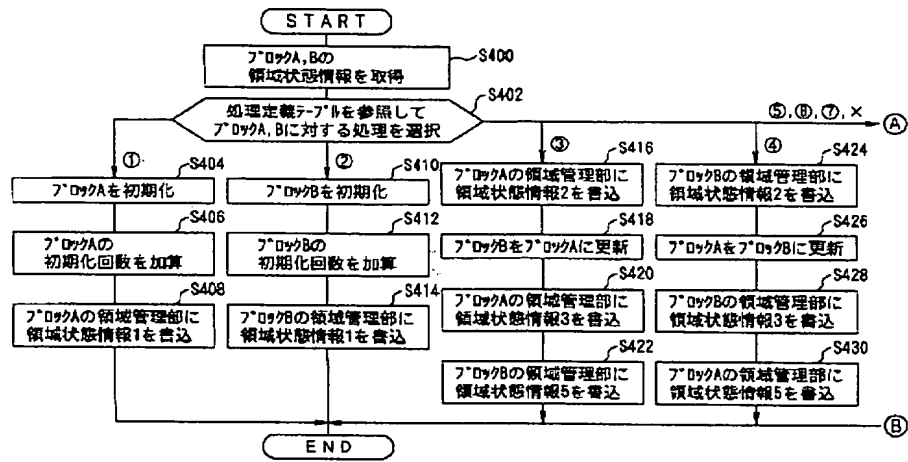 START
ブロックA,Bの
領域状態情報を取得
S400
処理定義テーブルを参照して
ブロックA,Bに対する処理を選択
S402
⑤,⑥,⑦,×
Ⓐ
①
S404
ブロックAを初期化
S406
ブロックAの
初期化回数を加算
S408
ブロックAの領域管理部に
領域状態情報1を書込
②
S410
ブロックBを初期化
S412
ブロックBの
初期化回数を加算
S414
ブロックBの領域管理部に
領域状態情報1を書込
③
S416
ブロックAの領域管理部に
領域状態情報2を書込
S418
ブロックBをブロックAに更新
S420
ブロックAの領域管理部に
領域状態情報3を書込
S422
ブロックBの領域管理部に
領域状態情報5を書込
④
S424
ブロックBの領域管理部に
領域状態情報2を書込
S426
ブロックAをブロックBに更新
S428
ブロックBの領域管理部に
領域状態情報3を書込
S430
ブロックAの領域管理部に
領域状態情報5を書込
Ⓑ
END